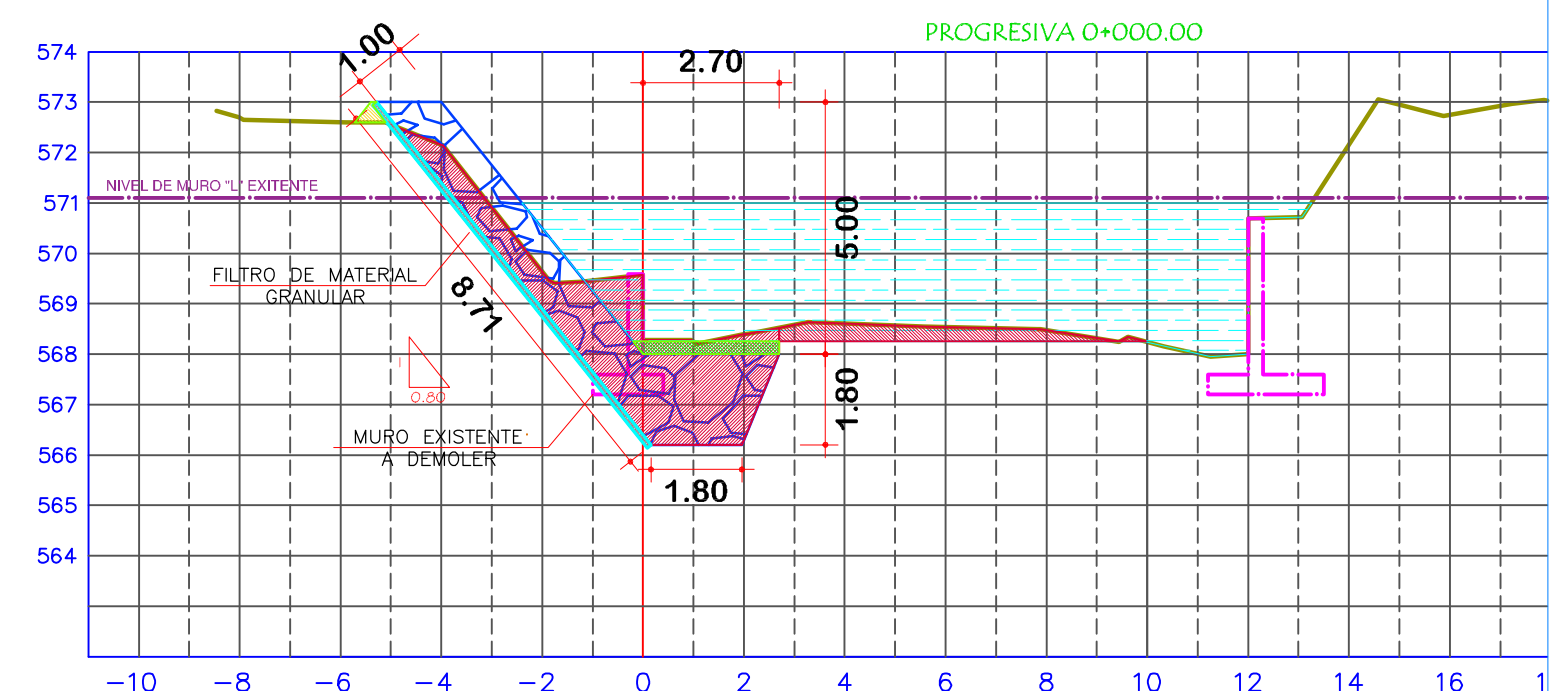 PROGRESIVA 0+000.00
574
573
572
571
570
569
568
567
566
565
564
1.00
2.70
NIVEL DE MURO "L" EXITENTE
5.00
FILTRO DE MATERIAL
GRANULAR
8.71
0.80
1.80
MURO EXISTENTE
A DEMOLER
1.80
-10 -8 -6 -4 -2 0 2 4 6 8 10 12 14 16